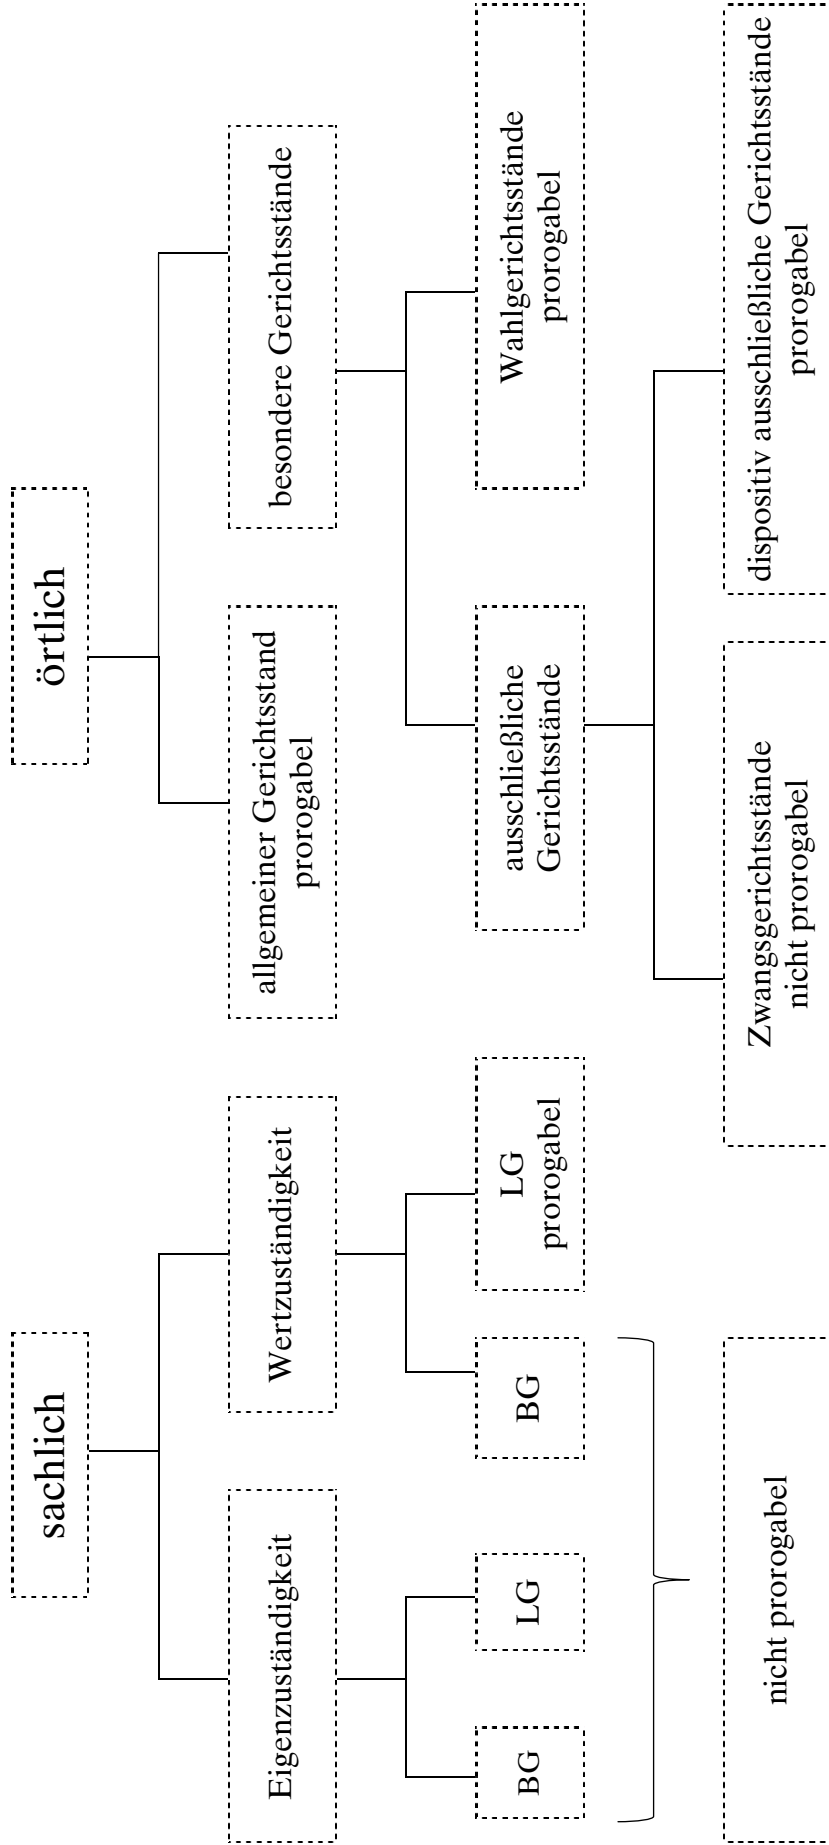 sachlich
örtlich
Eigenzuständigkeit
Wertzuständigkeit
allgemeiner Gerichtsstand
prorogabel
besondere Gerichtsstände
BG
LG
BG
LG
prorogabel
ausschließliche
Gerichtsstände
Wahlgerichtsstände
prorogabel
nicht prorogabel
Zwangsgerichtsstände
nicht prorogabel
dispositiv ausschließliche Gerichtsstände
prorogabel